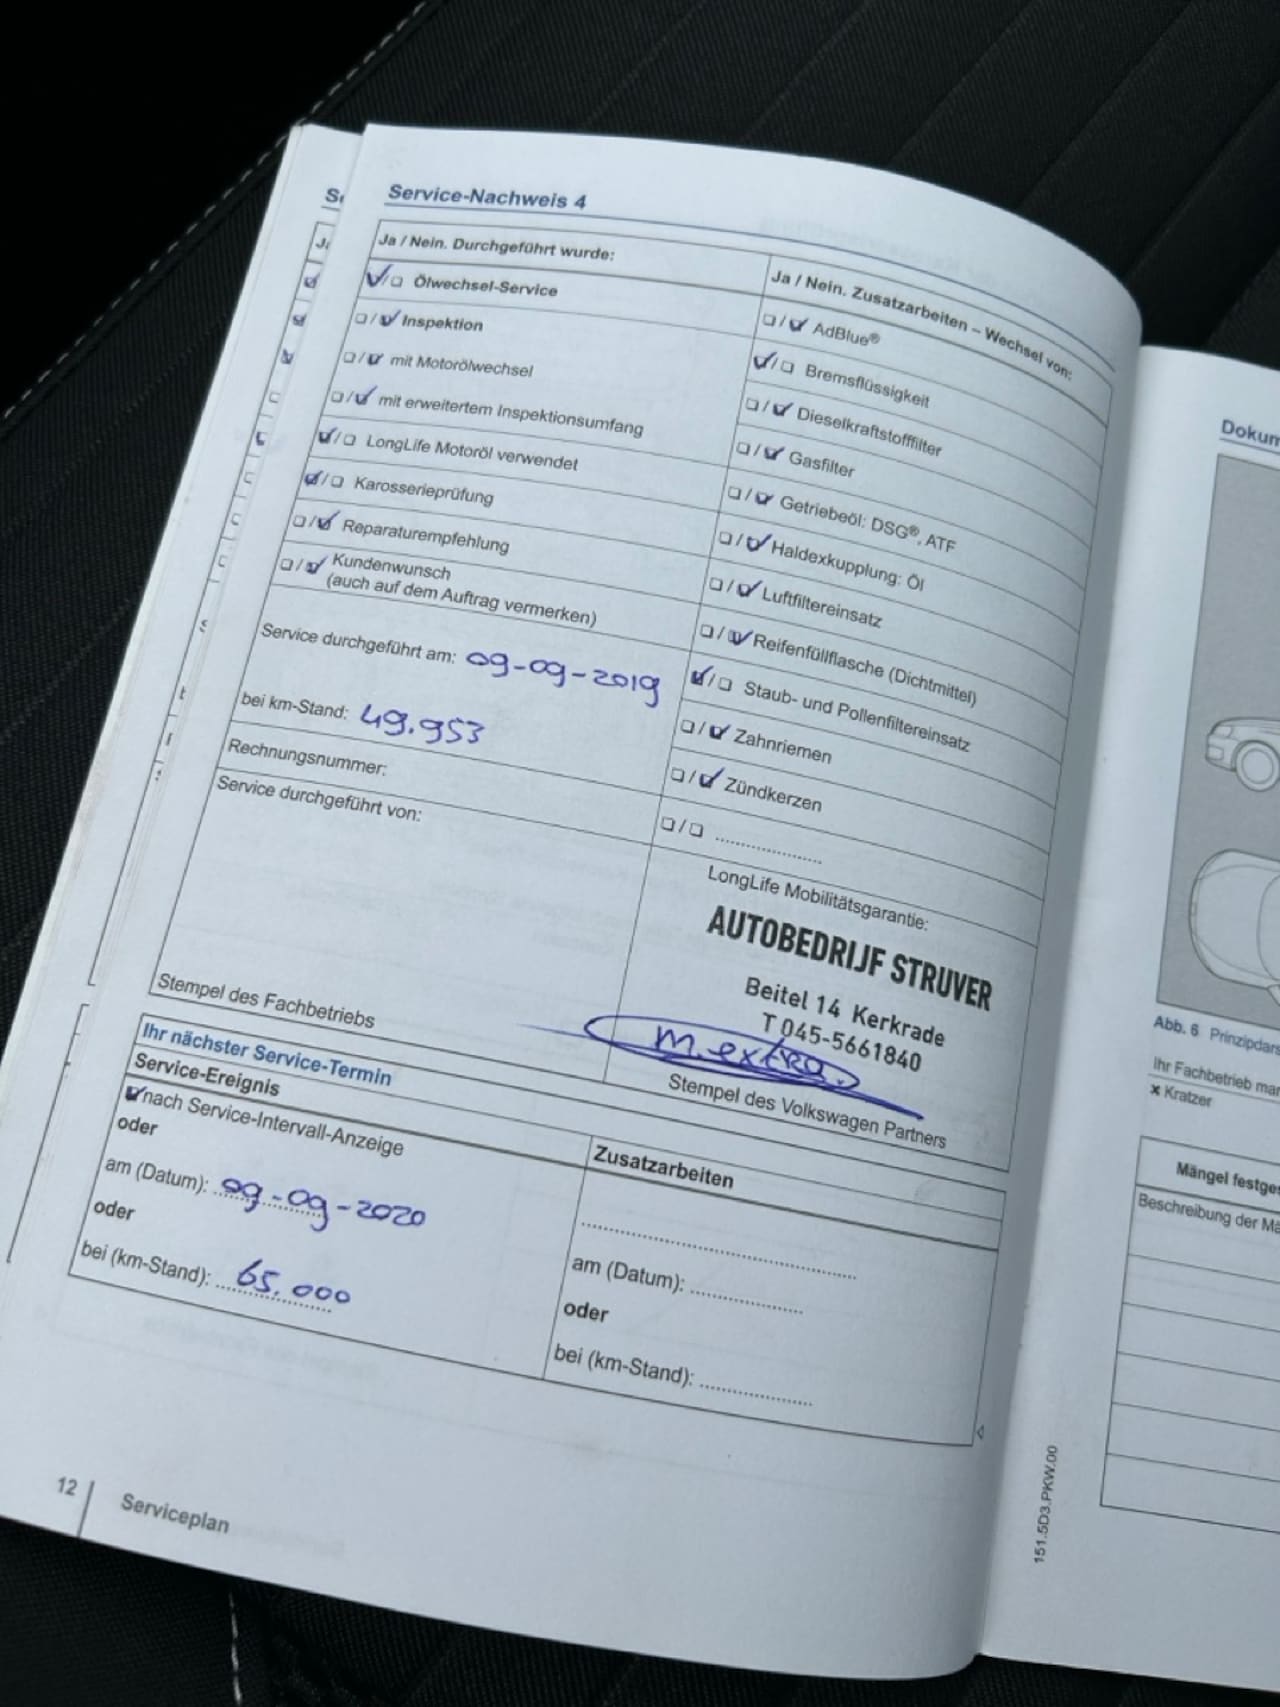 Service-Nachweis 4
Ja / Nein. Durchgeführt wurde:
Ölwechsel-Service
Inspektion
mit Motorölwechsel
mit erweitertem Inspektionsumfang
LongLife Motoröl verwendet
Karosserieprüfung
Reparaturempfehlung
Kundenwunsch
(auch auf dem Auftrag vermerken)
Service durchgeführt am: 09-09-2019
bei km-Stand: 49.953
Rechnungsnummer:
Service durchgeführt von:
Stempel des Fachbetriebs
Ja / Nein. Zusatzarbeiten – Wechsel von:
AdBlue®
Bremsflüssigkeit
Dieselkraftstofffilter
Gasfilter
Getriebeöl: DSG®, ATF
Haldexkupplung: Öl
Luftfiltereinsatz
Reifenfüllflasche (Dichtmittel)
Staub- und Pollenfiltereinsatz
Zahnriemen
Zündkerzen
LongLife Mobilitätsgarantie:
AUTOBEDRIJF STRUVER
Beitel 14 Kerkrade
T 045-5661840
m.extra.
Stempel des Volkswagen Partners
Ihr nächster Service-Termin
Service-Ereignis
nach Service-Intervall-Anzeige
oder
am (Datum): 09-09-2020
oder
bei (km-Stand): 65.000
Zusatzarbeiten
am (Datum):
oder
bei (km-Stand):
12
Serviceplan
Dokum
Abb. 6 Prinzipdars
Ihr Fachbetrieb mar
x Kratzer
Mängel festges
Beschreibung der Mä
151.5D3.PKW.00